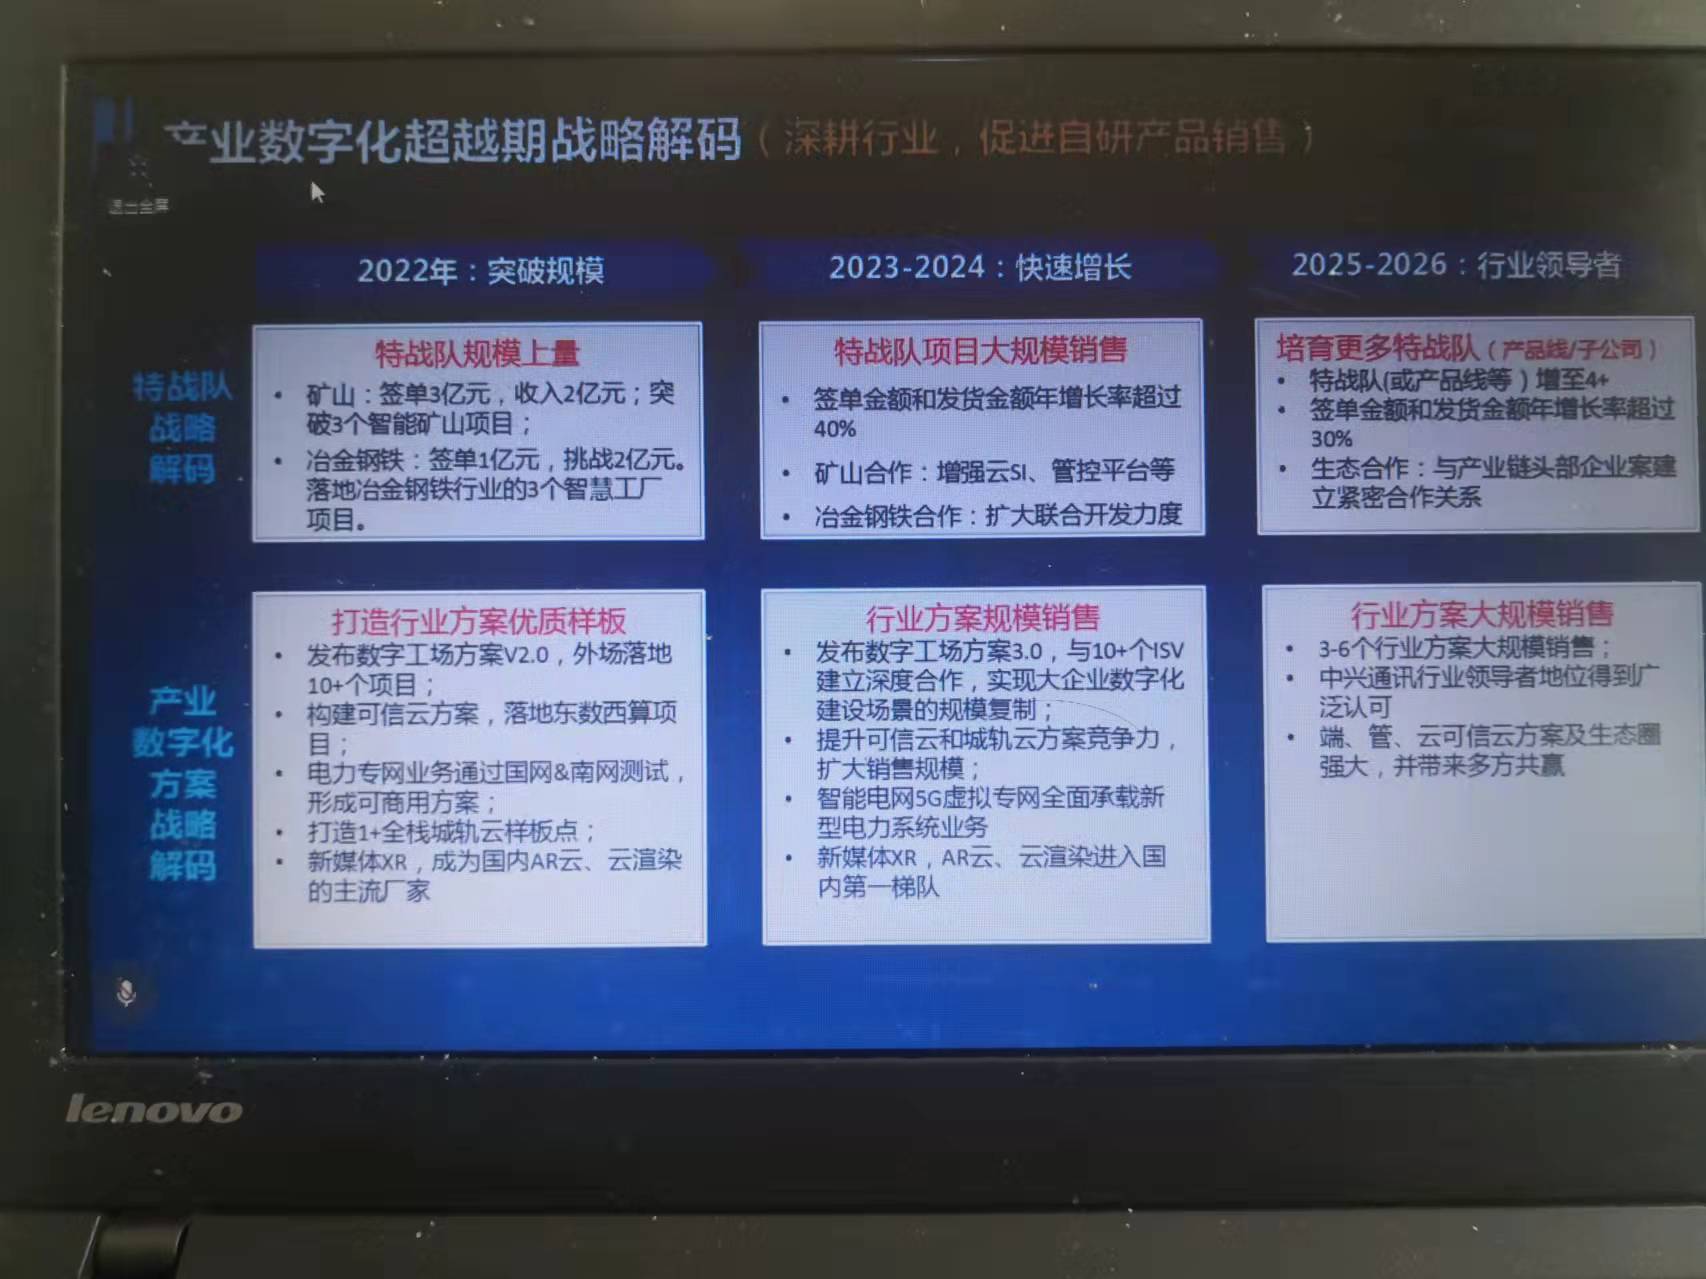 产业数字化超越期战略解码（深耕行业，促进自研产品销售）
退出全屏
2022年：突破规模
2023-2024：快速增长
2025-2026：行业领导者
特战队
战略
解码
特战队规模上量
• 矿山：签单3亿元，收入2亿元；突
破3个智能矿山项目；
• 冶金钢铁：签单1亿元，挑战2亿元。
落地冶金钢铁行业的3个智慧工厂
项目。
特战队项目大规模销售
• 签单金额和发货金额年增长率超过
40%
• 矿山合作：增强云SI、管控平台等
• 冶金钢铁合作：扩大联合开发力度
培育更多特战队（产品线/子公司）
• 特战队(或产品线等）增至4+
• 签单金额和发货金额年增长率超过
30%
• 生态合作：与产业链头部企业案建
立紧密合作关系
产业
数字化
方案
战略
解码
打造行业方案优质样板
• 发布数字工场方案V2.0，外场落地
10+个项目；
• 构建可信云方案，落地东数西算项
目；
• 电力专网业务通过国网&南网测试，
形成可商用方案；
• 打造1+全栈城轨云样板点；
• 新媒体XR，成为国内AR云、云渲染
的主流厂家
行业方案规模销售
• 发布数字工场方案3.0，与10+个ISV
建立深度合作，实现大企业数字化
建设场景的规模复制；
• 提升可信云和城轨云方案竞争力，
扩大销售规模；
• 智能电网5G虚拟专网全面承载新
型电力系统业务
• 新媒体XR，AR云、云渲染进入国
内第一梯队
行业方案大规模销售
• 3-6个行业方案大规模销售；
• 中兴通讯行业领导者地位得到广
泛认可
• 端、管、云可信云方案及生态圈
强大，并带来多方共赢
lenovo